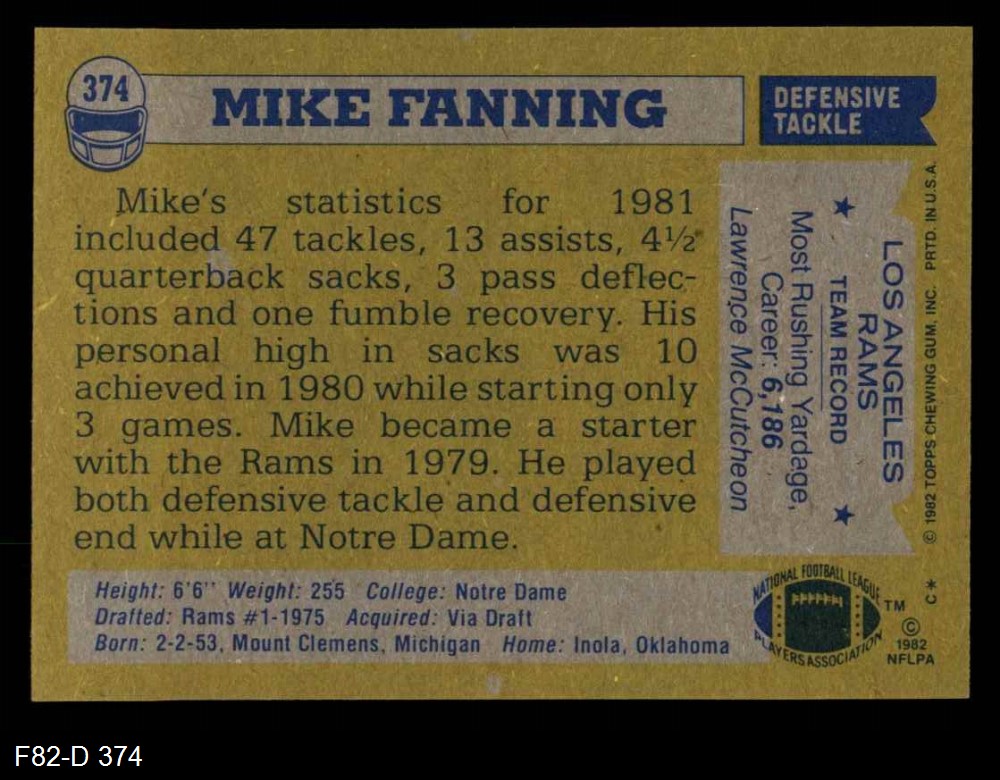 374
MIKE FANNING
DEFENSIVE
TACKLE
Mike's statistics for 1981
included 47 tackles, 13 assists, 4½
quarterback sacks, 3 pass deflec-
tions and one fumble recovery. His
personal high in sacks was 10
achieved in 1980 while starting only
3 games. Mike became a starter
with the Rams in 1979. He played
both defensive tackle and defensive
end while at Notre Dame.
LOS ANGELES
RAMS
★ TEAM RECORD ★
Most Rushing Yardage,
Career: 6,186
Lawrence McCutcheon
© 1982 TOPPS CHEWING GUM, INC. PRTD. IN U.S.A.
Height: 6'6'' Weight: 255 College: Notre Dame
Drafted: Rams #1-1975 Acquired: Via Draft
Born: 2-2-53, Mount Clemens, Michigan Home: Inola, Oklahoma
NATIONAL FOOTBALL LEAGUE
PLAYERS ASSOCIATION
TM
©
1982
NFLPA
C*
F82-D 374